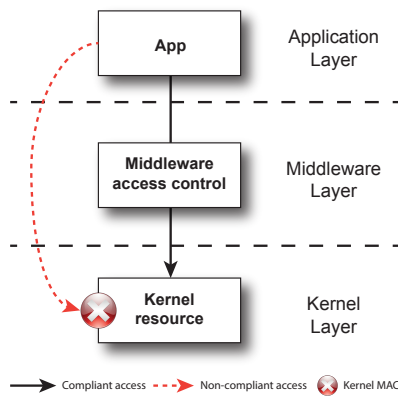 App
Application
Layer
Middleware
access control
Middleware
Layer
Kernel
resource
Kernel
Layer
Compliant access
Non-compliant access
Kernel MAC